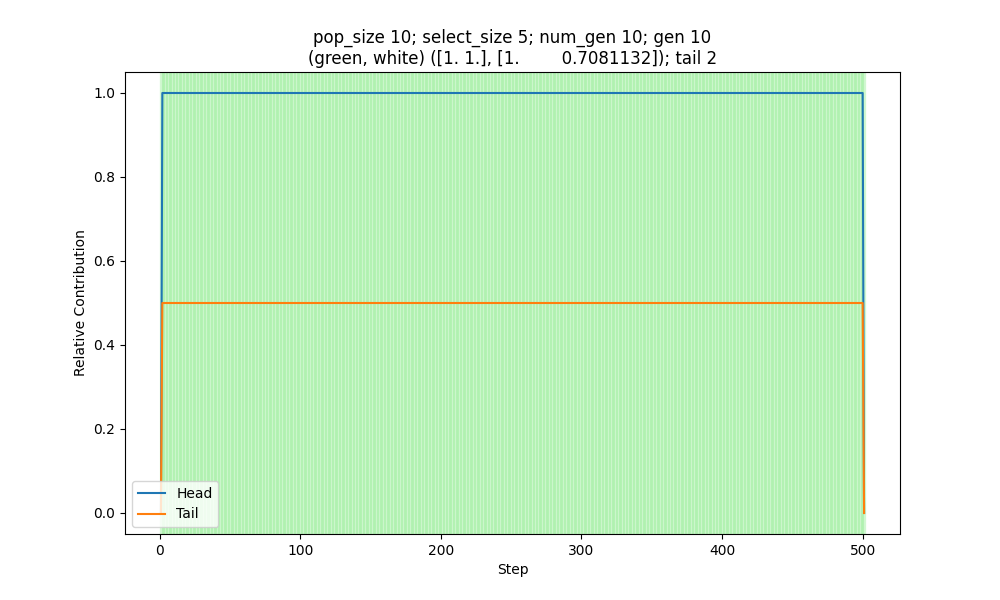 pop_size 10; select_size 5; num_gen 10; gen 10
(green, white) ([1. 1.], [1.        0.7081132]); tail 2
Relative Contribution
1.0
0.8
0.6
0.4
0.2
0.0
Head
Tail
0 100 200 300 400 500
Step